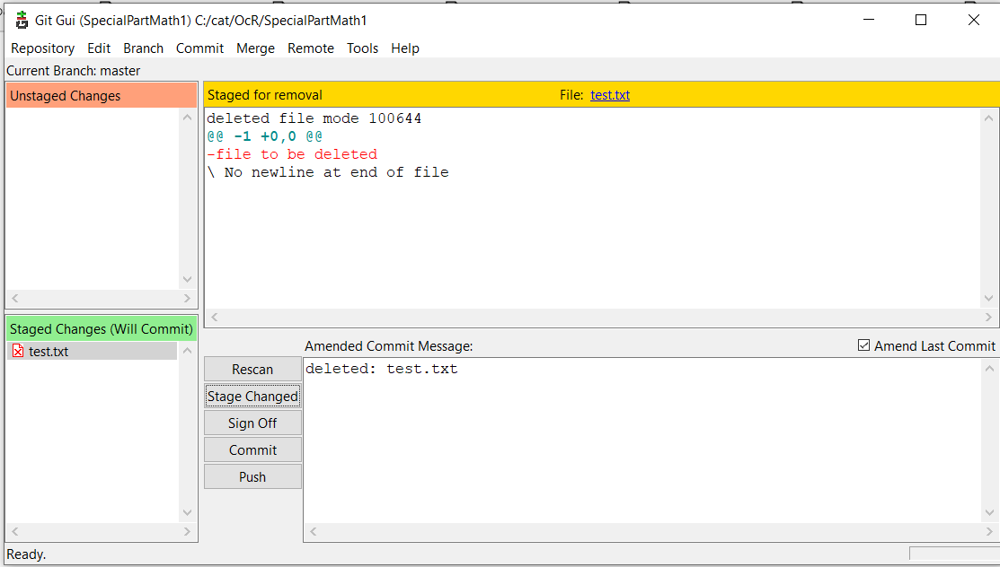 Git Gui (SpecialPartMath1) C:/cat/OcR/SpecialPartMath1
Repository Edit Branch Commit Merge Remote Tools Help
Current Branch: master
Unstaged Changes
Staged for removal File: test.txt
deleted file mode 100644
@@ -1 +0,0 @@
-file to be deleted
\ No newline at end of file
Staged Changes (Will Commit)
test.txt
Amended Commit Message: Amend Last Commit
Rescan
Stage Changed
Sign Off
Commit
Push
deleted: test.txt
Ready.